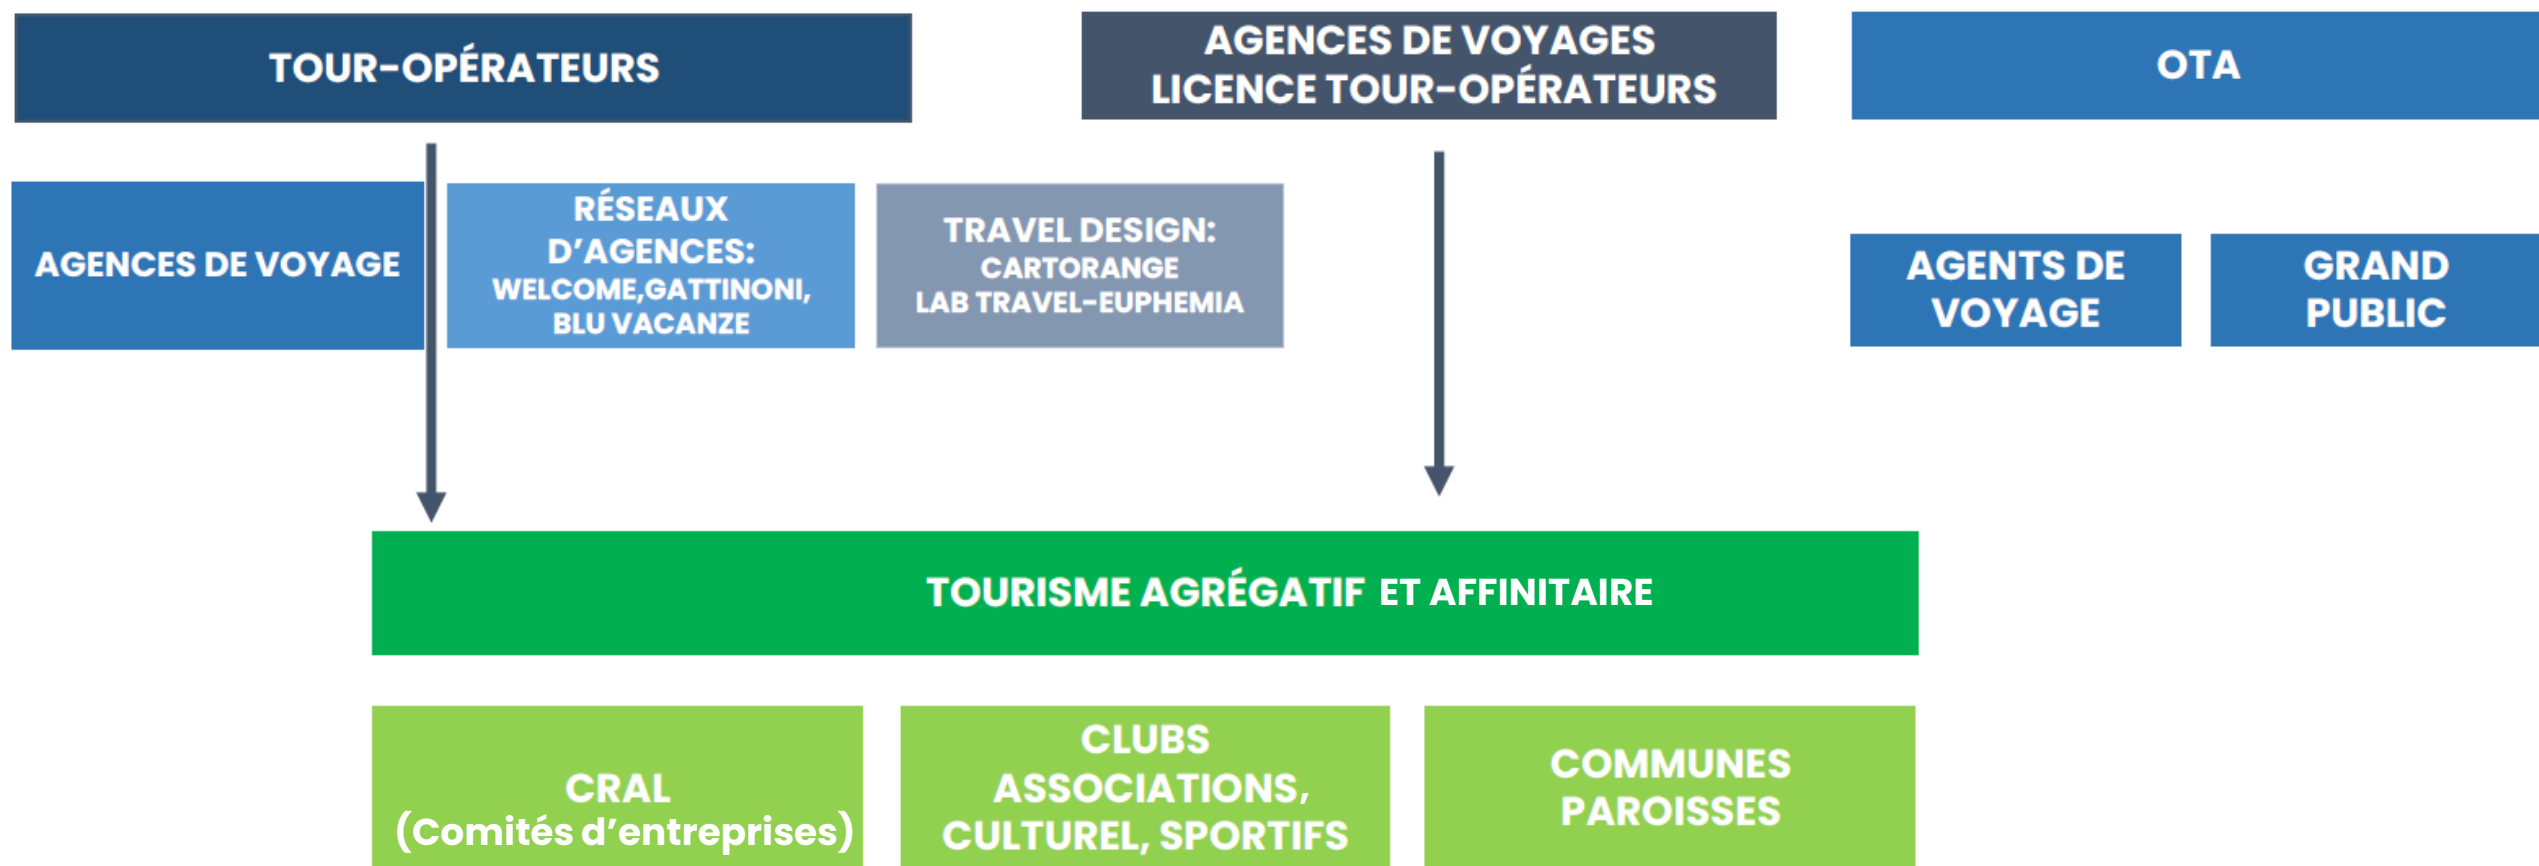 TOUR-OPÉRATEURS
AGENCES DE VOYAGES
LICENCE TOUR-OPÉRATEURS
OTA
AGENCES DE VOYAGE
RÉSEAUX
D'AGENCES:
WELCOME,GATTINONI,
BLU VACANZE
TRAVEL DESIGN:
CARTORANGE
LAB TRAVEL-EUPHEMIA
AGENTS DE
VOYAGE
GRAND
PUBLIC
TOURISME AGRÉGATIF ET AFFINITAIRE
CRAL
(Comités d'entreprises)
CLUBS
ASSOCIATIONS,
CULTUREL, SPORTIFS
COMMUNES
PAROISSES